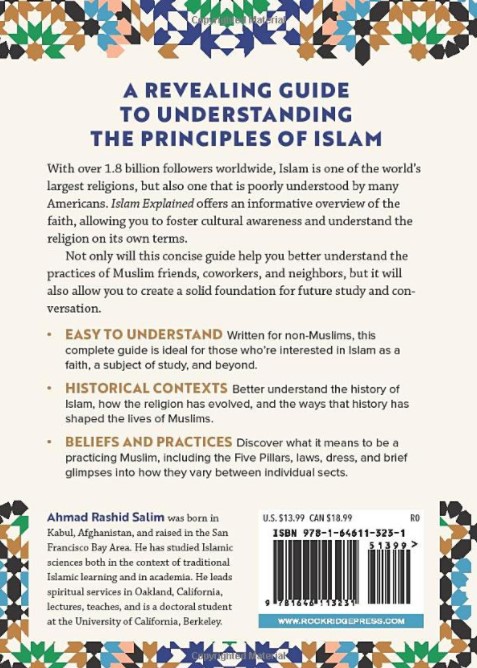 Copyrighted Material
A REVEALING GUIDE
TO UNDERSTANDING
THE PRINCIPLES OF ISLAM
With over 1.8 billion followers worldwide, Islam is one of the world's
largest religions, but also one that is poorly understood by many
Americans. Islam Explained offers an informative overview of the
faith, allowing you to foster cultural awareness and understand the
religion on its own terms.
Not only will this concise guide help you better understand the
practices of Muslim friends, coworkers, and neighbors, but it will
also allow you to create a solid foundation for future study and con-
versation.
• EASY TO UNDERSTAND Written for non-Muslims, this
complete guide is ideal for those who're interested in Islam as a
faith, a subject of study, and beyond.
• HISTORICAL CONTEXTS Better understand the history of
Islam, how the religion has evolved, and the ways that history has
shaped the lives of Muslims.
• BELIEFS AND PRACTICES Discover what it means to be a
practicing Muslim, including the Five Pillars, laws, dress, and brief
glimpses into how they vary between individual sects.
Ahmad Rashid Salim was born in
Kabul, Afghanistan, and raised in the San
Francisco Bay Area. He has studied Islamic
sciences both in the context of traditional
Islamic learning and in academia. He leads
spiritual services in Oakland, California,
lectures, teaches, and is a doctoral student
at the University of California, Berkeley.
U.S. $13.99 CAN $18.99 R0
ISBN 978-1-64611-323-1
51399 >
9 781646 113231
WWW.ROCKRIDGEPRESS.COM
Copyrighted Material